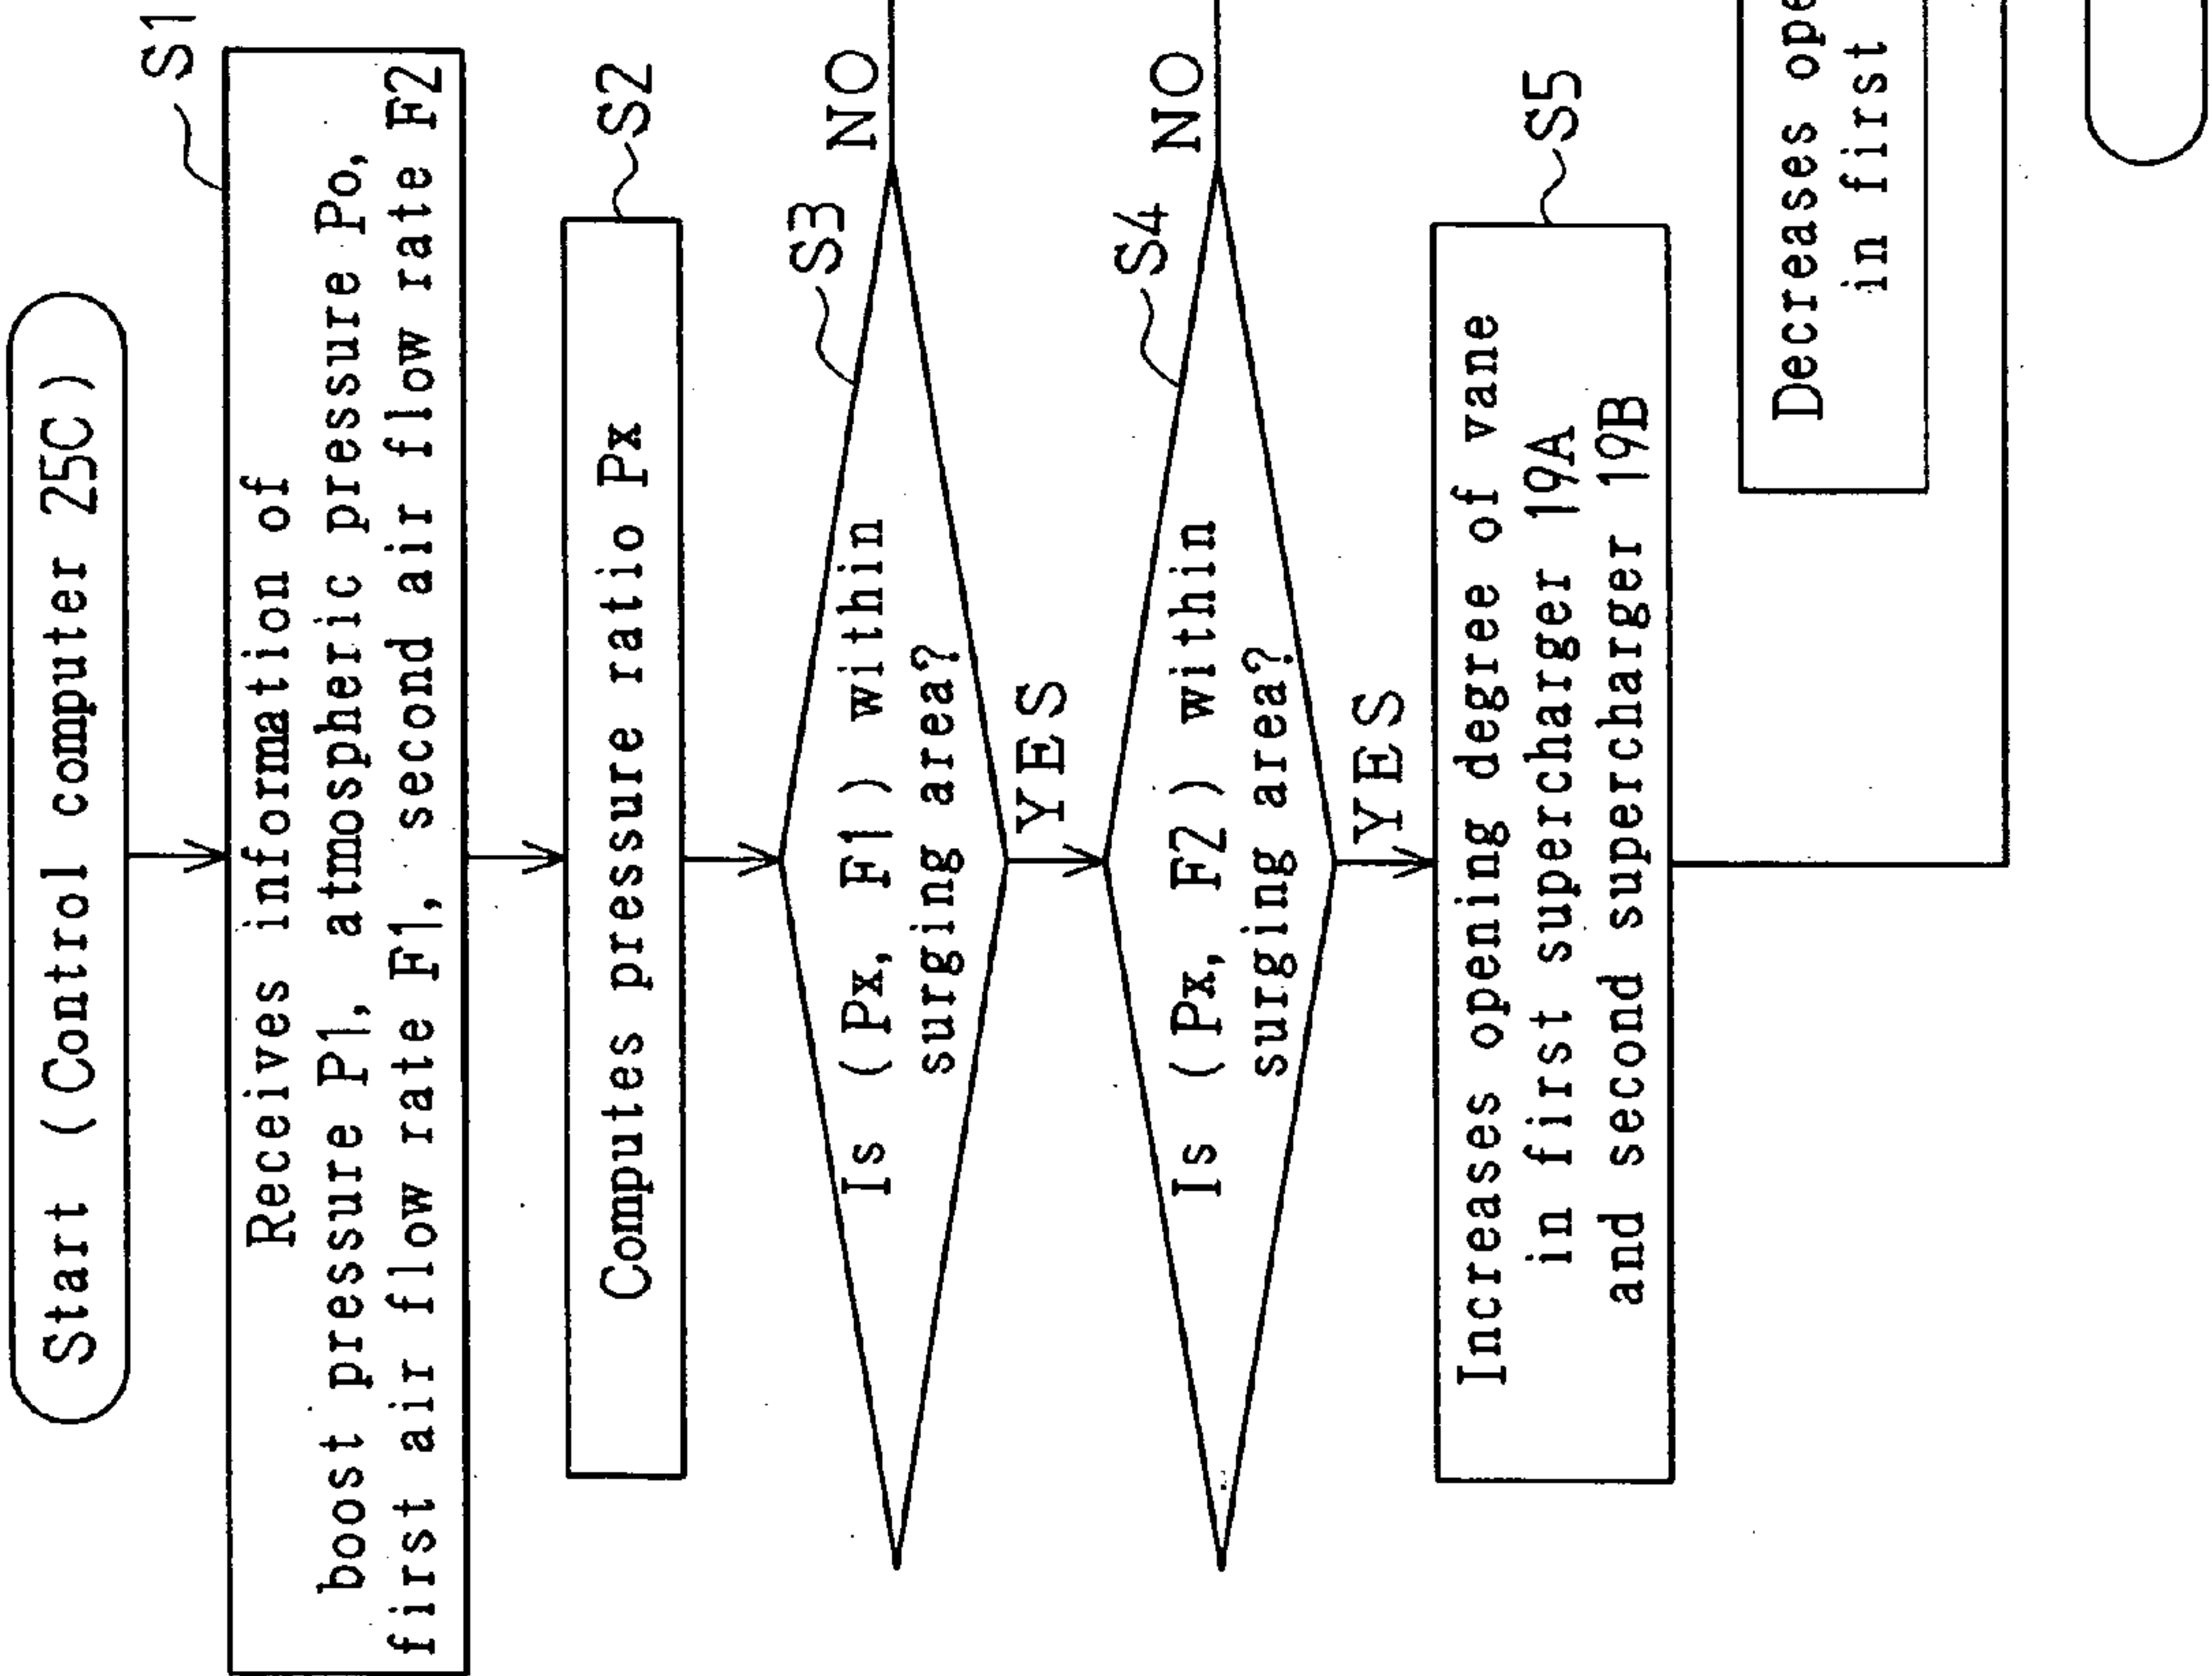 Start (Control computer 25C)
S1
Receives information of
boost pressure P1, atmospheric pressure Po,
first air flow rate F1, second air flow rate F2
S2
Computes pressure ratio Px
S3
Is (Px, F1) within
surging area?
NO
YES
S4
Is (Px, F2) within
surging area?
NO
YES
S5
Increases opening degree of vane
in first supercharger 19A
and second supercharger 19B
Decreases ope
in first